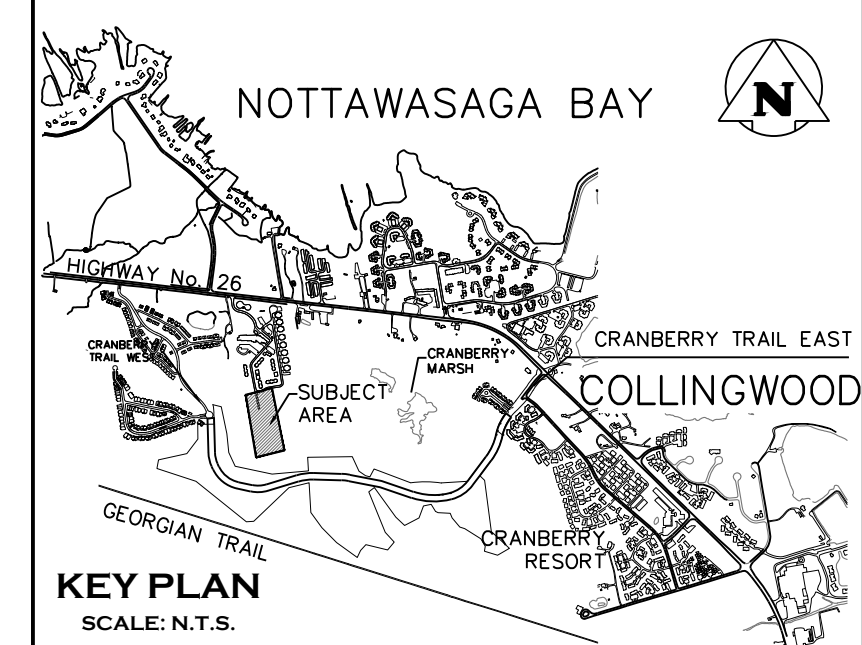 NOTTAWASAGA BAY
N
HIGHWAY No. 26
CRANBERRY TRAIL EAST
CRANBERRY
TRAIL WEST
CRANBERRY
MARSH
COLLINGWOOD
SUBJECT
AREA
GEORGIAN TRAIL
CRANBERRY
RESORT
KEY PLAN
SCALE: N.T.S.